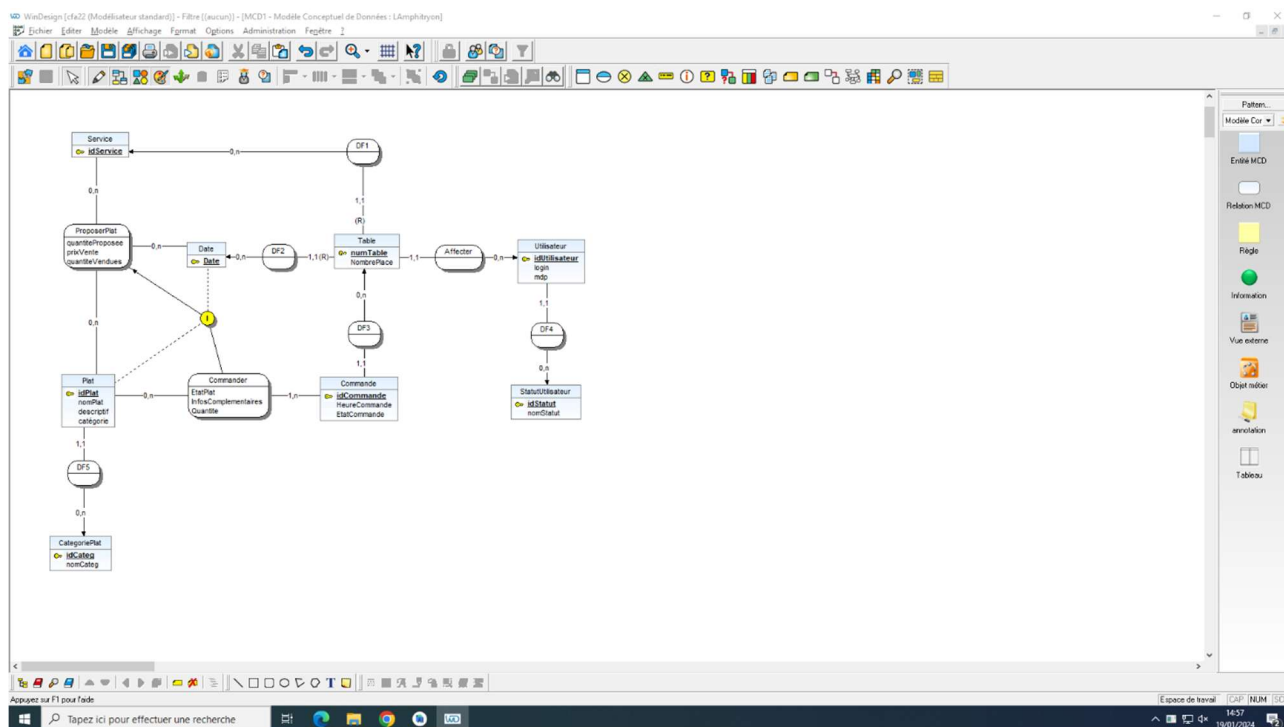 WinDesign [cfa22 (Modélisateur standard)] - Filtre [(aucun)] - [MCD1 - Modèle Conceptuel de Données : LAmphitryon]
Fichier Editer Modèle Affichage Format Options Administration Fenêtre ?
Pattern...
Modèle Cor
Entité MCD
Relation MCD
Règle
Information
Vue externe
Objet métier
annotation
Tableau
Service
idService
0,n
DF1
0,n
1,1
(R)
ProposerPlat
quantiteProposee
prixVente
quantiteVendues
0,n
Date
Date
0,n
DF2
1,1 (R)
Table
numTable
NombrePlace
1,1
Affecter
0,n
Utilisateur
idUtilisateur
login
mdp
0,n
I
0,n
DF3
1,1
1,1
DF4
0,n
Plat
idPlat
nomPlat
descriptif
catégorie
0,n
Commander
EtatPlat
InfosComplementaires
Quantite
1,n
Commande
idCommande
HeureCommande
EtatCommande
StatutUtilisateur
idStatut
nomStatut
1,1
DF5
0,n
CategoriePlat
idCateg
nomCateg
Appuyez sur F1 pour l'aide
Espace de travail CAP NUM
Tapez ici pour effectuer une recherche
14:57
19/01/2024